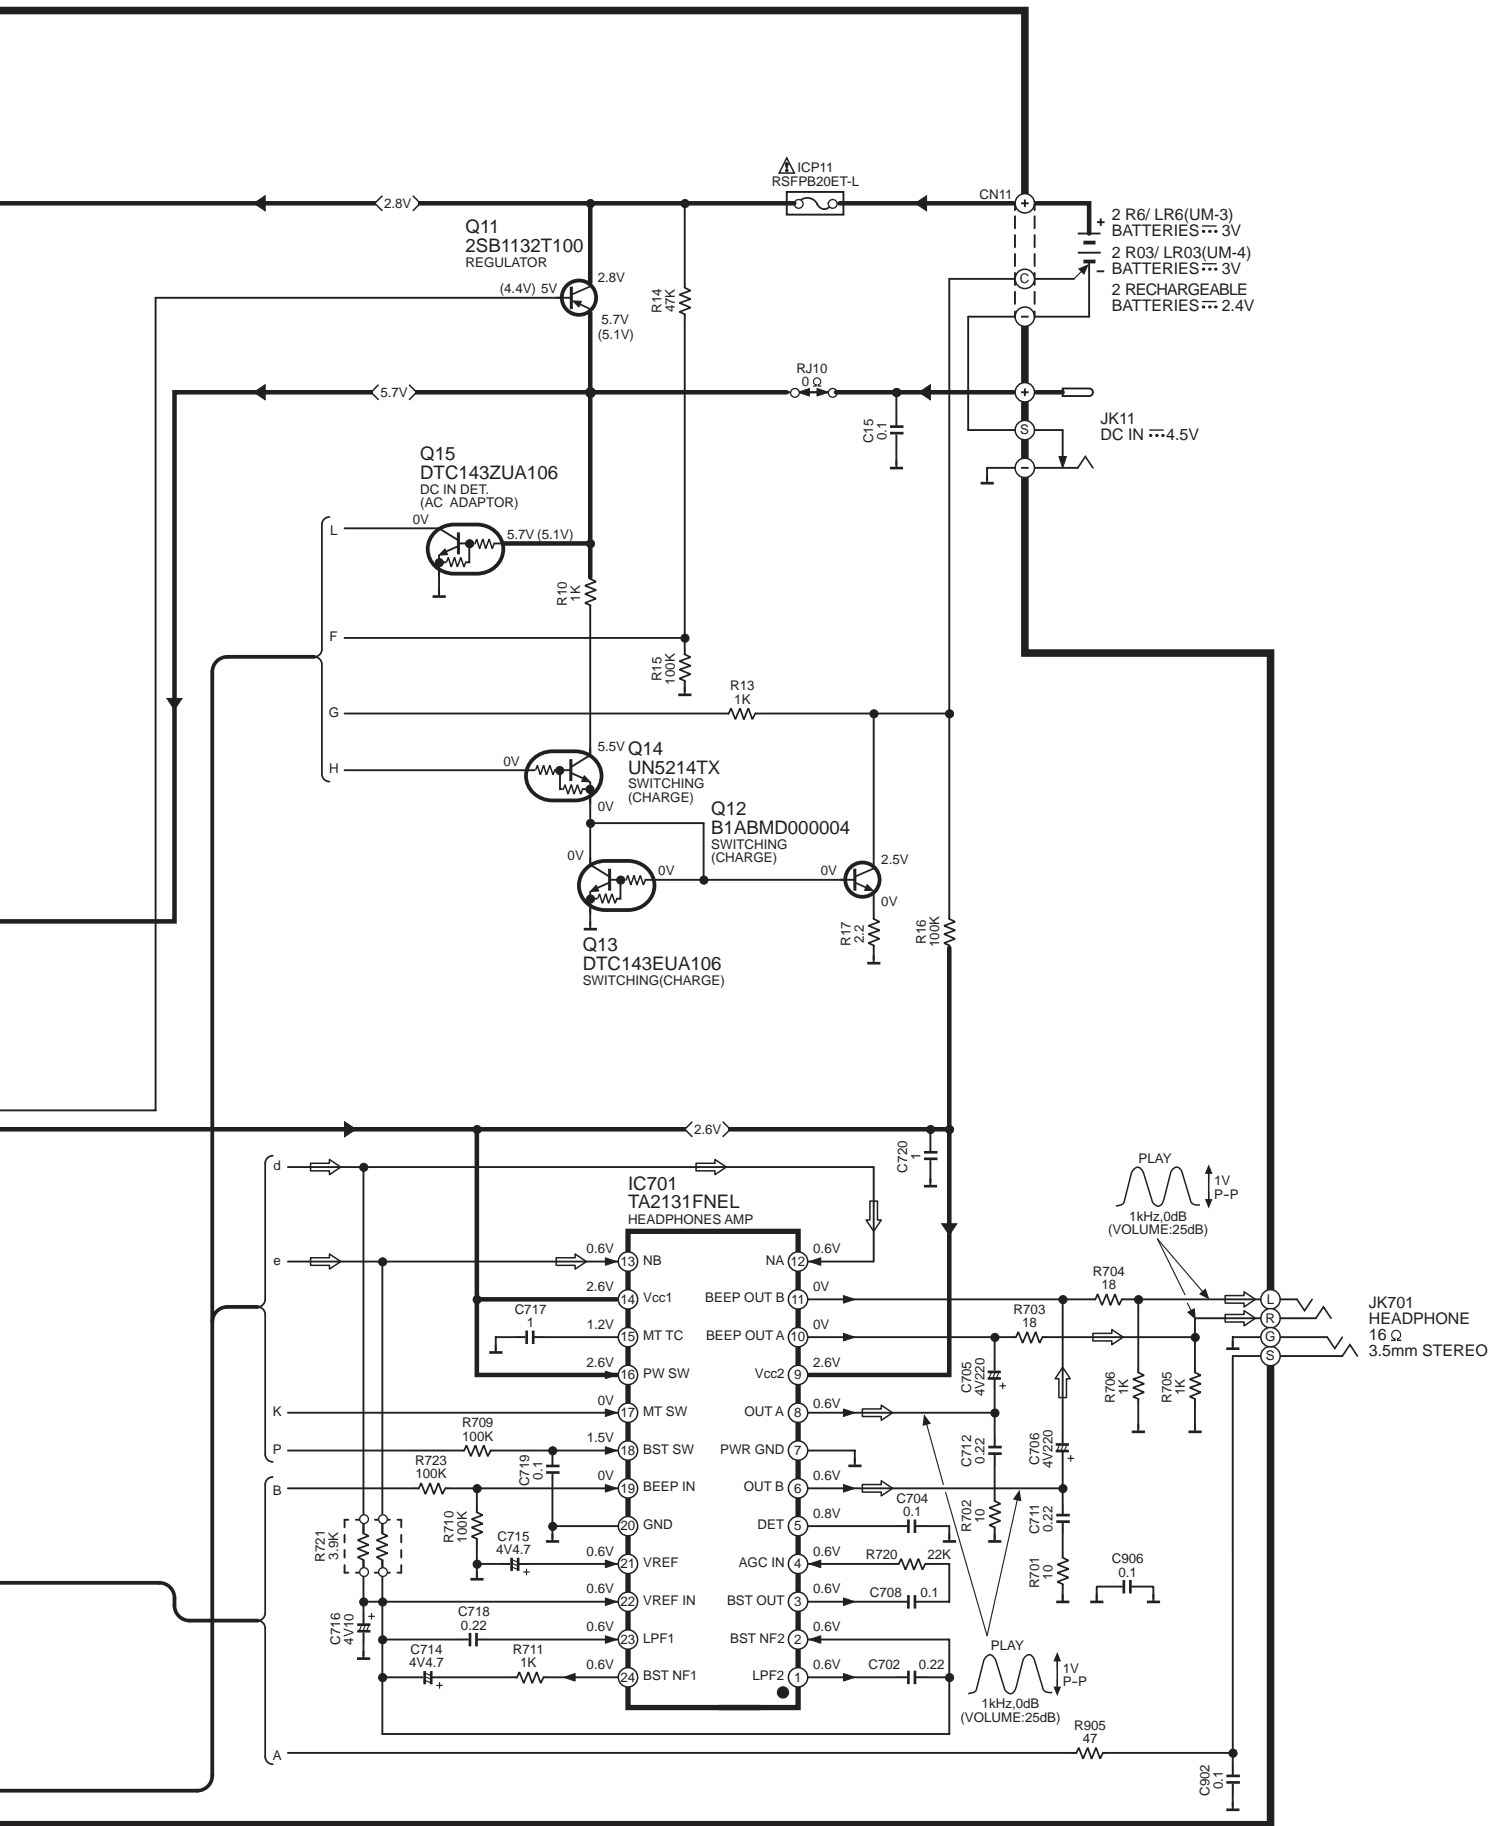 ICP11
RSFPB20ET-L
CN11
+
2.8V
Q11
2SB1132T100
REGULATOR
2.8V
(4.4V) 5V
5.7V
(5.1V)
R14
47K
C
−
+
−
2 R6/ LR6(UM-3)
BATTERIES 3V
2 R03/ LR03(UM-4)
BATTERIES 3V
2 RECHARGEABLE
BATTERIES 2.4V
5.7V
RJ10
0 Ω
C15
0.1
+
S
−
JK11
DC IN 4.5V
Q15
DTC143ZUA106
DC IN DET.
(AC ADAPTOR)
0V
5.7V (5.1V)
L
R10
1K
F
R15
100K
R13
1K
G
H
0V
5.5V
Q14
UN5214TX
SWITCHING
(CHARGE)
0V
Q12
B1ABMD000004
SWITCHING
(CHARGE)
0V
0V
0V
2.5V
0V
R17
2.2
R16
100K
Q13
DTC143EUA106
SWITCHING(CHARGE)
2.6V
C720
1
d
e
IC701
TA2131FNEL
HEADPHONES AMP
PLAY
1V
P-P
1kHz,0dB
(VOLUME:25dB)
0.6V 13 NB
NA 12 0.6V
2.6V 14 Vcc1
BEEP OUT B 11 0V
C717
1
1.2V 15 MT TC
BEEP OUT A 10 0V
2.6V 16 PW SW
Vcc2 9 2.6V
K
0V 17 MT SW
OUT A 8 0.6V
P
R709
100K
1.5V 18 BST SW
PWR GND 7
B
R723
100K
C719
0.1
0V 19 BEEP IN
OUT B 6 0.6V
R710
100K
20 GND
DET 5 0.8V
C704
0.1
C715
4V4.7
+
0.6V 21 VREF
AGC IN 4 0.6V
R720 22K
R721
3.9K
0.6V 22 VREF IN
BST OUT 3 0.6V
C708 0.1
C716
4V10
+
C718
0.22
0.6V 23 LPF1
BST NF2 2 0.6V
C714
4V4.7
+
R711
1K
0.6V 24 BST NF1
LPF2 1 0.6V
C702 0.22
R704
18
R703
18
C705
4V220
+
C712
0.22
R702
10
C706
4V220
+
C711
0.22
R701
10
R706
1K
R705
1K
L
R
G
S
JK701
HEADPHONE
16 Ω
3.5mm STEREO
C906
0.1
PLAY
1V
P-P
1kHz,0dB
(VOLUME:25dB)
A
R905
47
C902
0.1